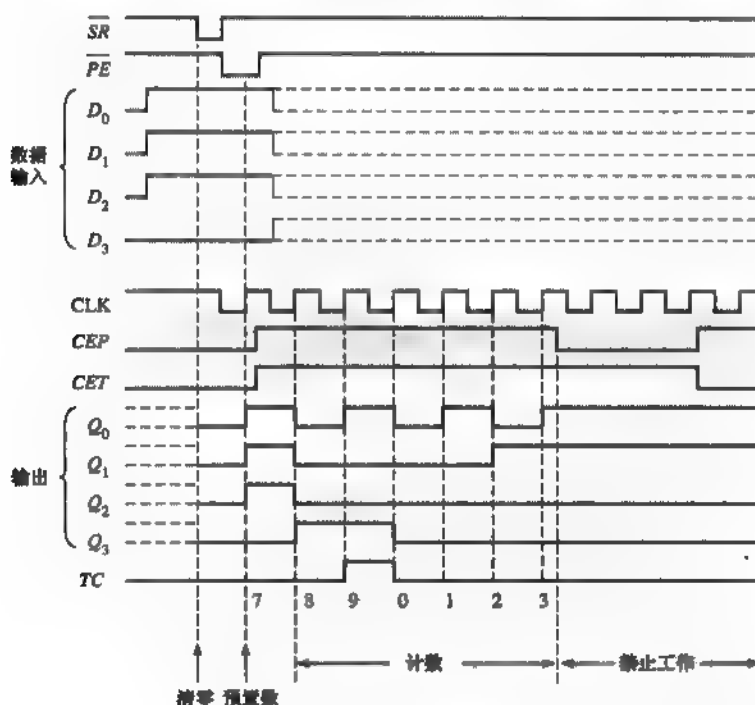 SR
PE
D₀
D₁
D₂
D₃
数据
输入
CLK
CEP
CET
Q₀
Q₁
Q₂
Q₃
输出
TC
7 8 9 0 1 2 3
计数 禁止工作
清零 预置数